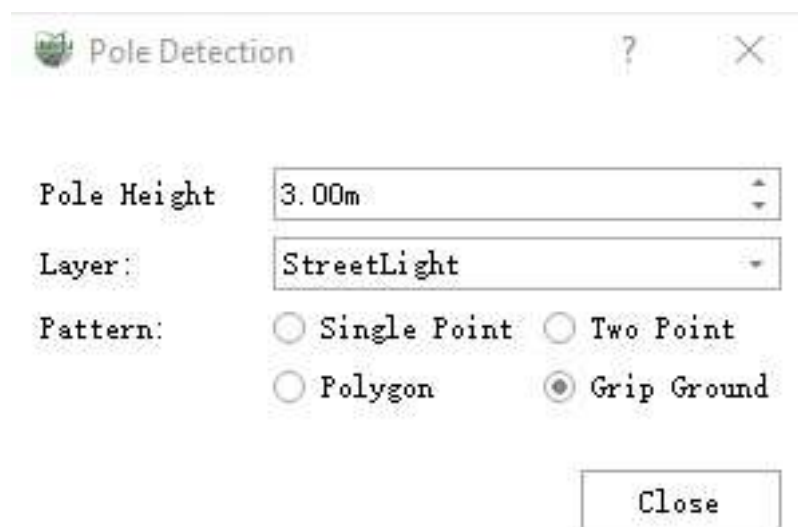 Pole Detection
Pole Height 3.00m
Layer: StreetLight
Pattern: Single Point Two Point
Polygon Grip Ground
Close